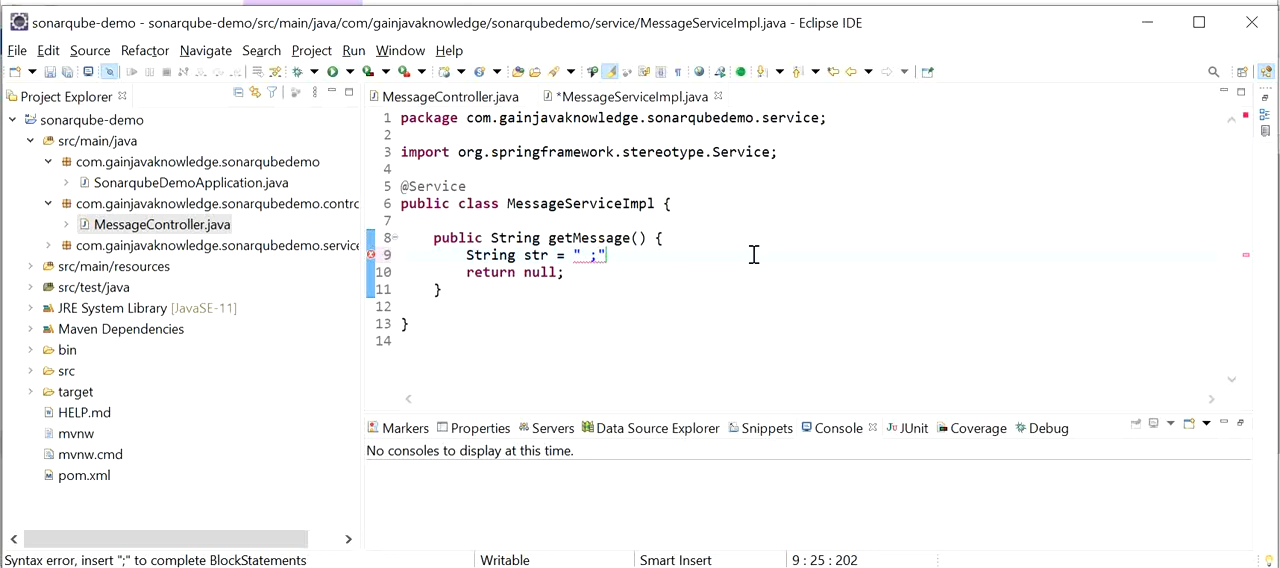 sonarqube-demo - sonarqube-demo/src/main/java/com/gainjavaknowledge/sonarqubedemo/service/MessageServiceImpl.java - Eclipse IDE
File Edit Source Refactor Navigate Search Project Run Window Help
Project Explorer
sonarqube-demo
src/main/java
com.gainjavaknowledge.sonarqubedemo
SonarqubeDemoApplication.java
com.gainjavaknowledge.sonarqubedemo.contro
MessageController.java
com.gainjavaknowledge.sonarqubedemo.service
src/main/resources
src/test/java
JRE System Library [JavaSE-11]
Maven Dependencies
bin
src
target
HELP.md
mvnw
mvnw.cmd
pom.xml
MessageController.java *MessageServiceImpl.java
1 package com.gainjavaknowledge.sonarqubedemo.service;
2
3 import org.springframework.stereotype.Service;
4
5 @Service
6 public class MessageServiceImpl {
7
8 public String getMessage() {
9 String str = " ;"
10 return null;
11 }
12
13 }
14
Markers Properties Servers Data Source Explorer Snippets Console JUnit Coverage Debug
No consoles to display at this time.
Syntax error, insert ";" to complete BlockStatements Writable Smart Insert 9 : 25 : 202